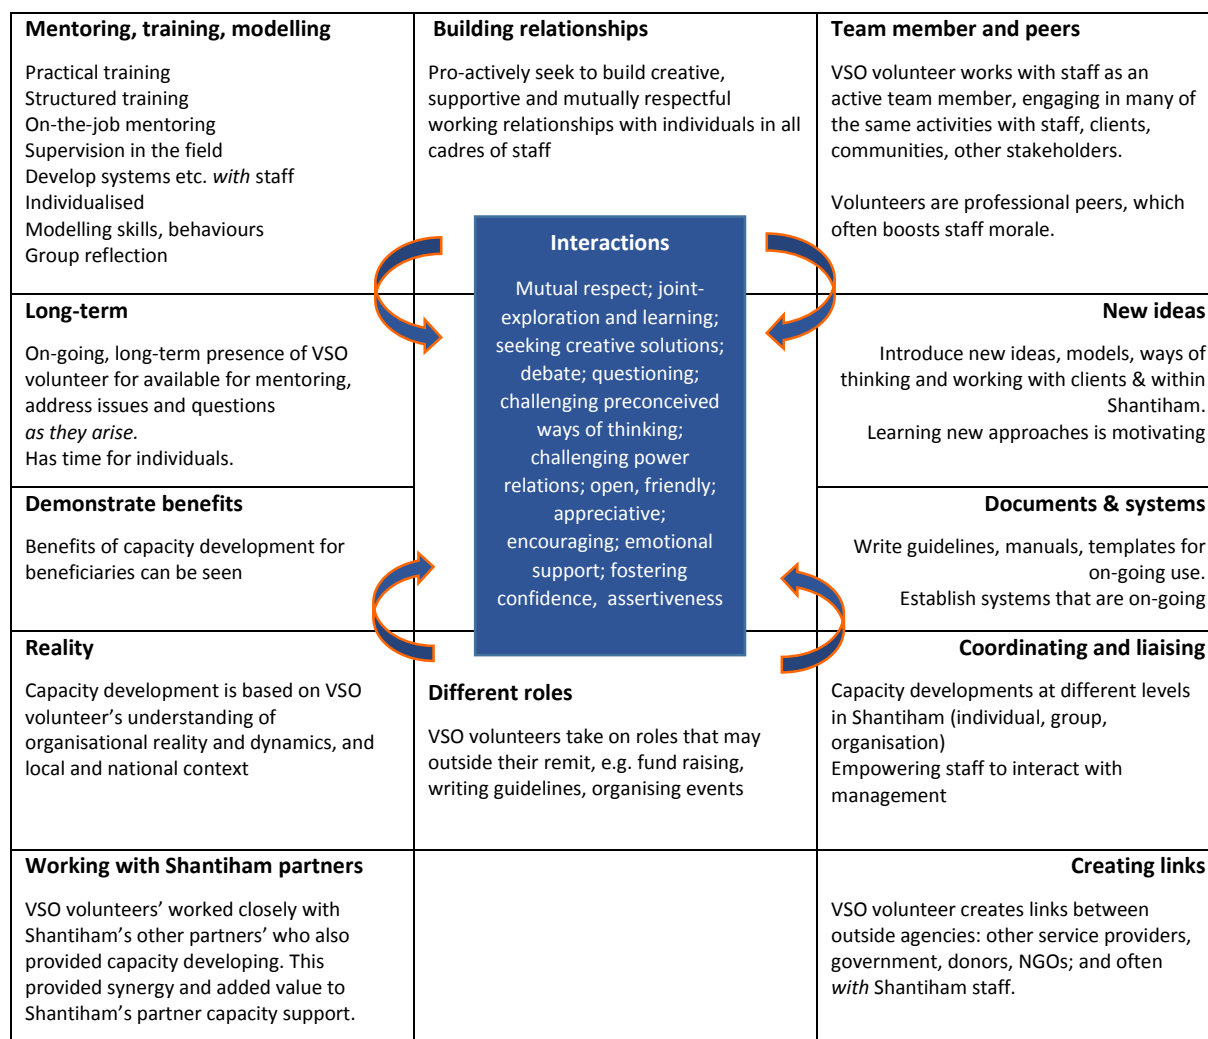 Mentoring, training, modelling
Practical training
Structured training
On-the-job mentoring
Supervision in the field
Develop systems etc. with staff
Individualised
Modelling skills, behaviours
Group reflection
Building relationships
Pro-actively seek to build creative,
supportive and mutually respectful
working relationships with individuals in all
cadres of staff
Team member and peers
VSO volunteer works with staff as an
active team member, engaging in many of
the same activities with staff, clients,
communities, other stakeholders.
Volunteers are professional peers, which
often boosts staff morale.
Interactions
Mutual respect; joint-
exploration and learning;
seeking creative solutions;
debate; questioning;
challenging preconceived
ways of thinking;
challenging power
relations; open, friendly;
appreciative;
encouraging; emotional
support; fostering
confidence, assertiveness
Long-term
On-going, long-term presence of VSO
volunteer for available for mentoring,
address issues and questions
as they arise.
Has time for individuals.
New ideas
Introduce new ideas, models, ways of
thinking and working with clients & within
Shantiham.
Learning new approaches is motivating
Demonstrate benefits
Benefits of capacity development for
beneficiaries can be seen
Documents & systems
Write guidelines, manuals, templates for
on-going use.
Establish systems that are on-going
Reality
Capacity development is based on VSO
volunteer's understanding of
organisational reality and dynamics, and
local and national context
Different roles
VSO volunteers take on roles that may
outside their remit, e.g. fund raising,
writing guidelines, organising events
Coordinating and liaising
Capacity developments at different levels
in Shantiham (individual, group,
organisation)
Empowering staff to interact with
management
Working with Shantiham partners
VSO volunteers' worked closely with
Shantiham's other partners' who also
provided capacity developing. This
provided synergy and added value to
Shantiham's partner capacity support.
Creating links
VSO volunteer creates links between
outside agencies: other service providers,
government, donors, NGOs; and often
with Shantiham staff.